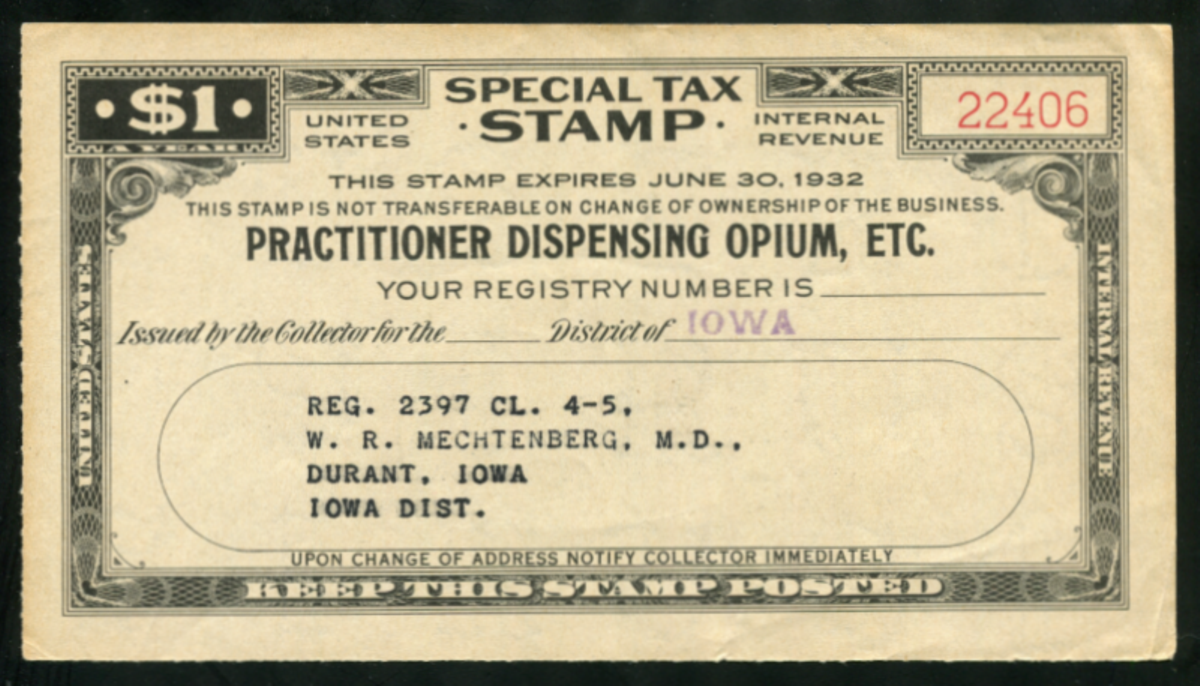 · $1 ·
A YEAR
UNITED
STATES
SPECIAL TAX
· STAMP ·
INTERNAL
REVENUE
22406
THIS STAMP EXPIRES JUNE 30, 1932
THIS STAMP IS NOT TRANSFERABLE ON CHANGE OF OWNERSHIP OF THE BUSINESS.
PRACTITIONER DISPENSING OPIUM, ETC.
YOUR REGISTRY NUMBER IS
Issued by the Collector for the District of IOWA
REG. 2397 CL. 4-5,
W. R. MECHTENBERG, M.D.,
DURANT, IOWA
IOWA DIST.
UPON CHANGE OF ADDRESS NOTIFY COLLECTOR IMMEDIATELY
KEEP THIS STAMP POSTED
UNITED STATES
INTERNAL REVENUE